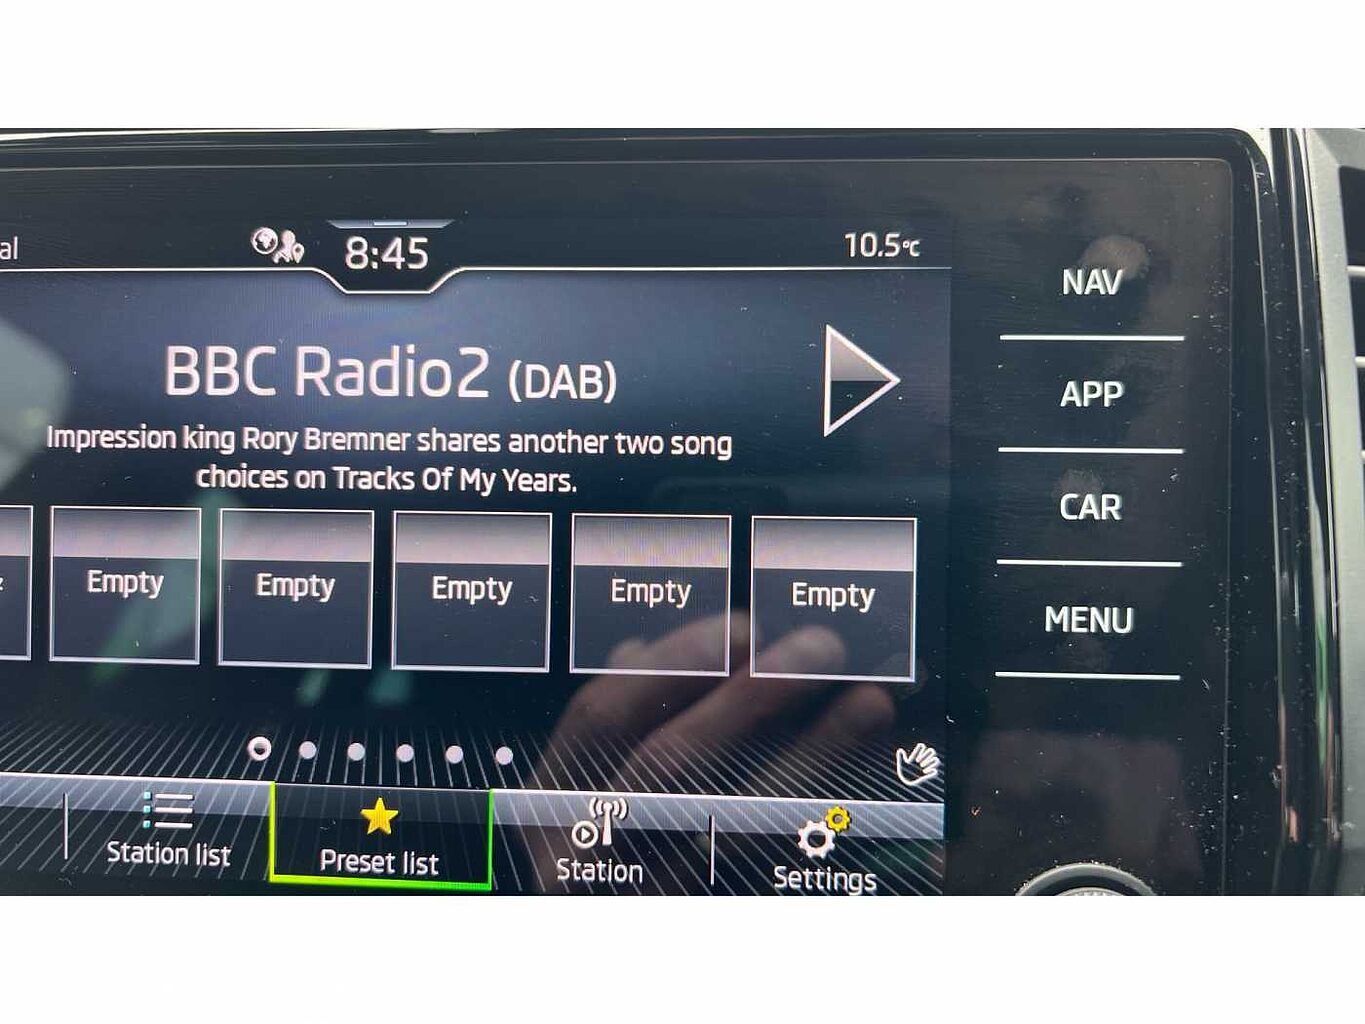 al
8:45
10.5°C
NAV
BBC Radio2 (DAB)
APP
Impression king Rory Bremner shares another two song
choices on Tracks Of My Years.
CAR
Empty Empty Empty Empty Empty
MENU
Station list Preset list Station Settings